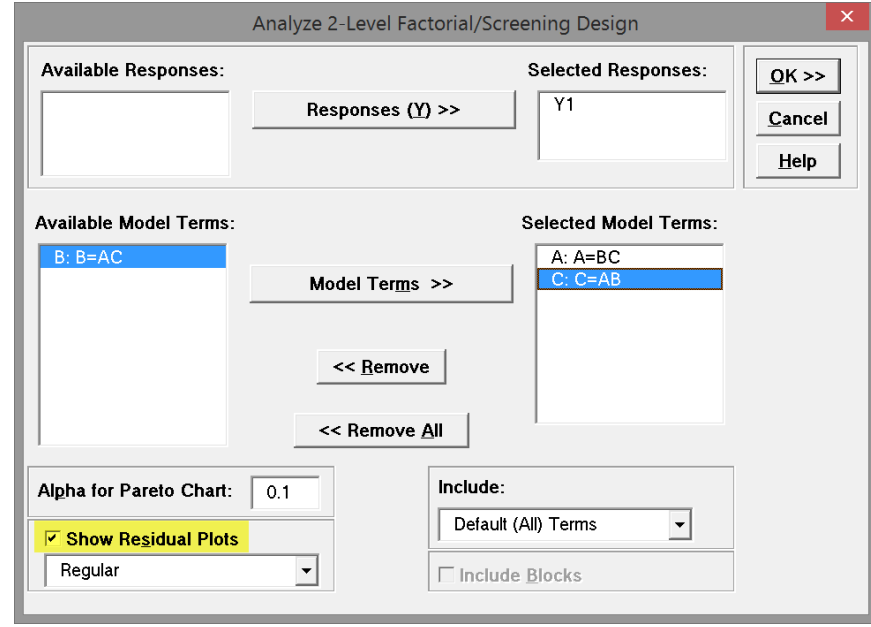 Analyze 2-Level Factorial/Screening Design
Available Responses:
Responses (Y) >>
Selected Responses:
Y1
OK >>
Cancel
Help
Available Model Terms:
B: B=AC
Model Terms >>
Selected Model Terms:
A: A=BC
C: C=AB
<< Remove
<< Remove All
Alpha for Pareto Chart: 0.1
Show Residual Plots
Regular
Include:
Default (All) Terms
Include Blocks